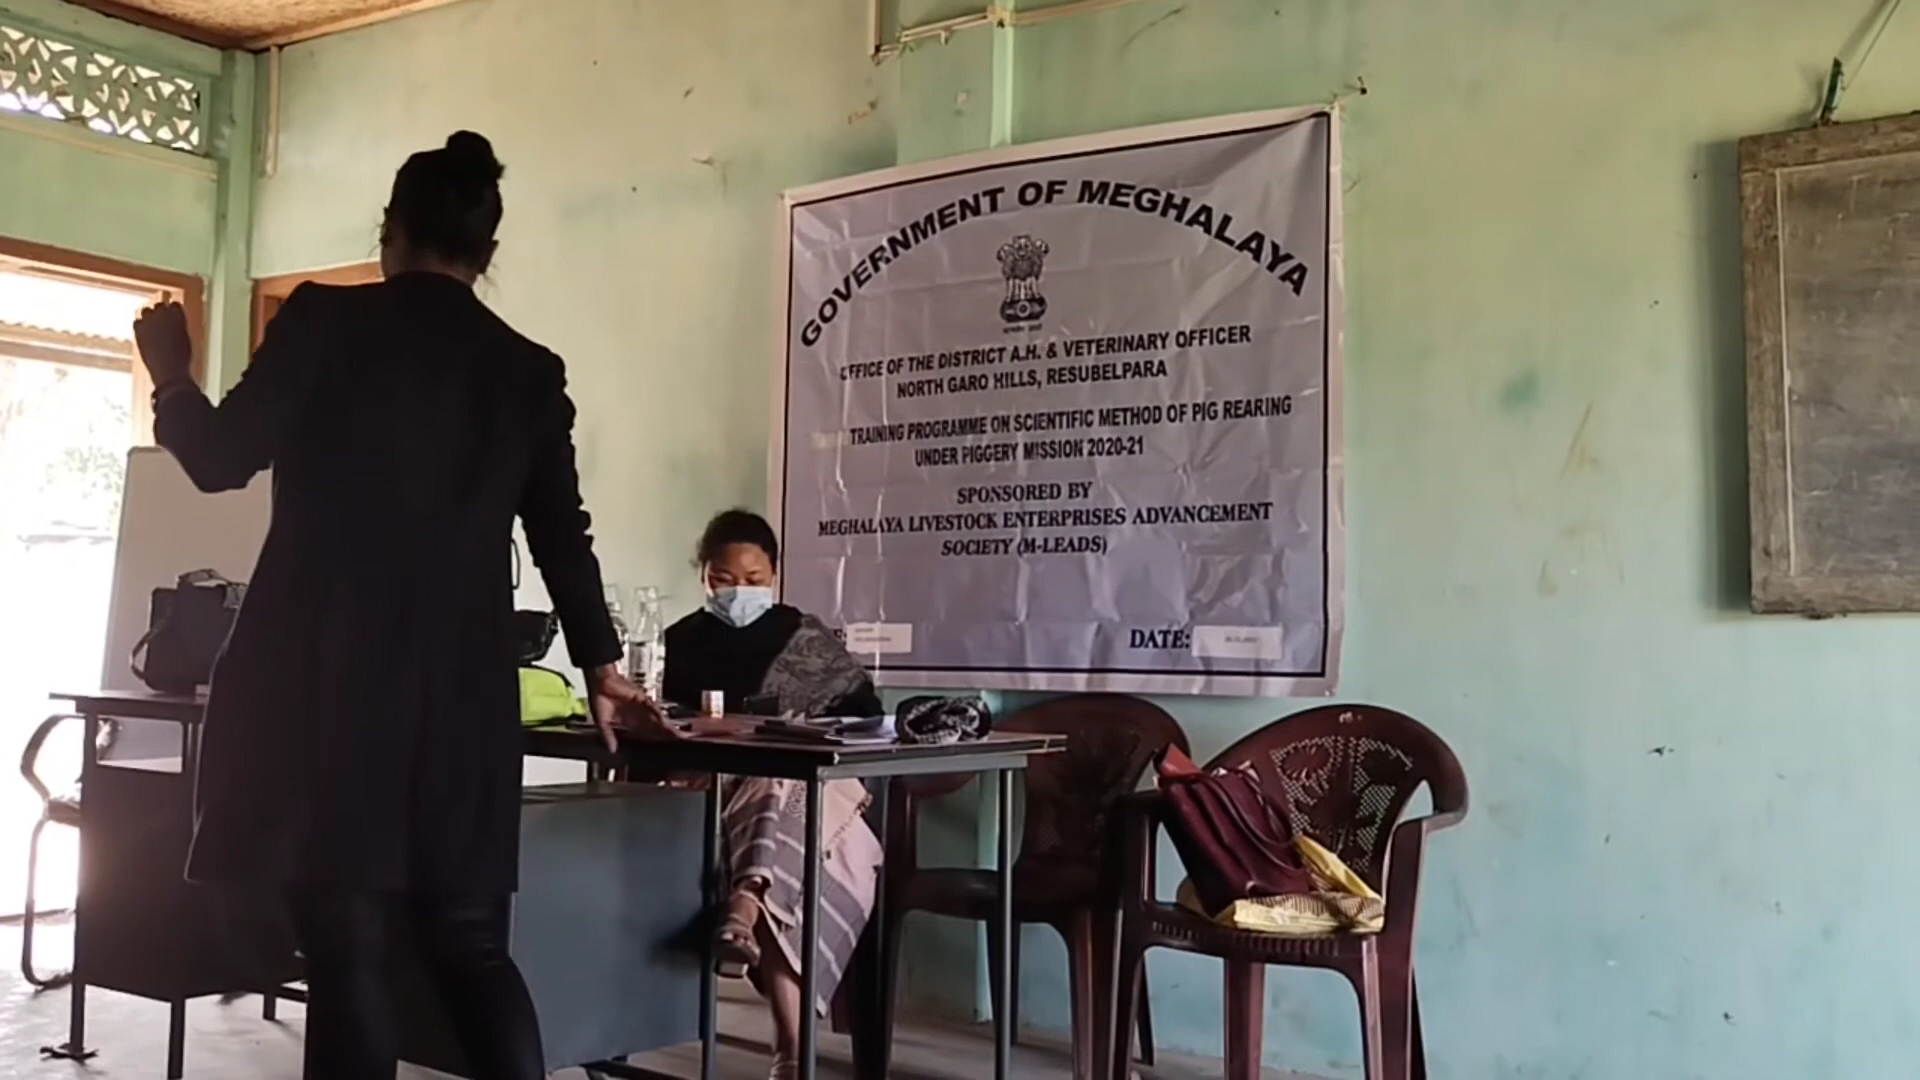 GOVERNMENT OF MEGHALAYA
OFFICE OF THE DISTRICT A.H. & VETERINARY OFFICER
NORTH GARO HILLS, RESUBELPARA
TRAINING PROGRAMME ON SCIENTIFIC METHOD OF PIG REARING
UNDER PIGGERY MISSION 2020-21
SPONSORED BY
MEGHALAYA LIVESTOCK ENTERPRISES ADVANCEMENT
SOCIETY (M-LEADS)
DATE: